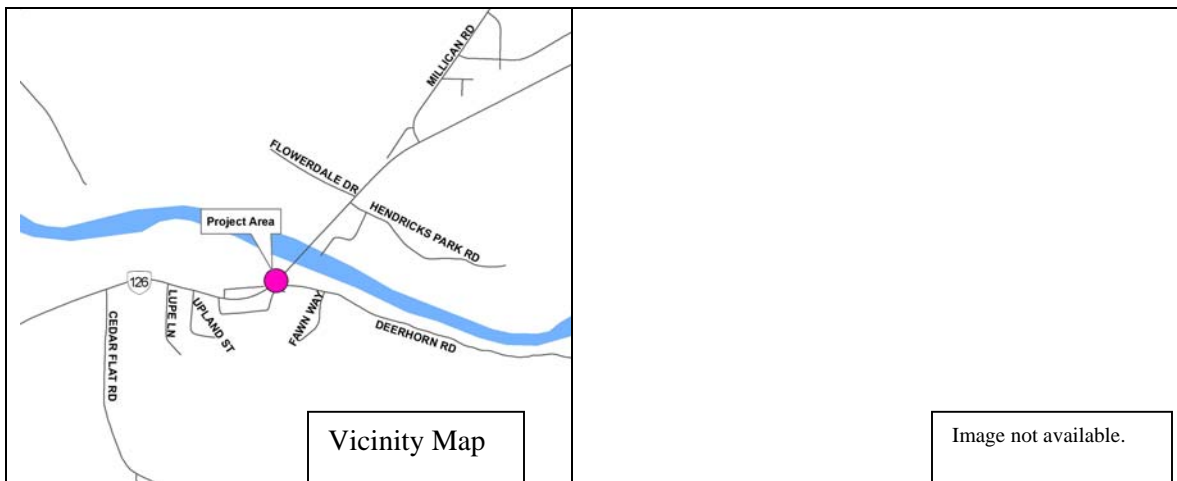 MILLICAN RD
FLOWERDALE DR
HENDRICKS PARK RD
Project Area
126
LUPE LN
UPLAND ST
FAWN WAY
DEERHORN RD
CEDAR FLAT RD
Vicinity Map
Image not available.